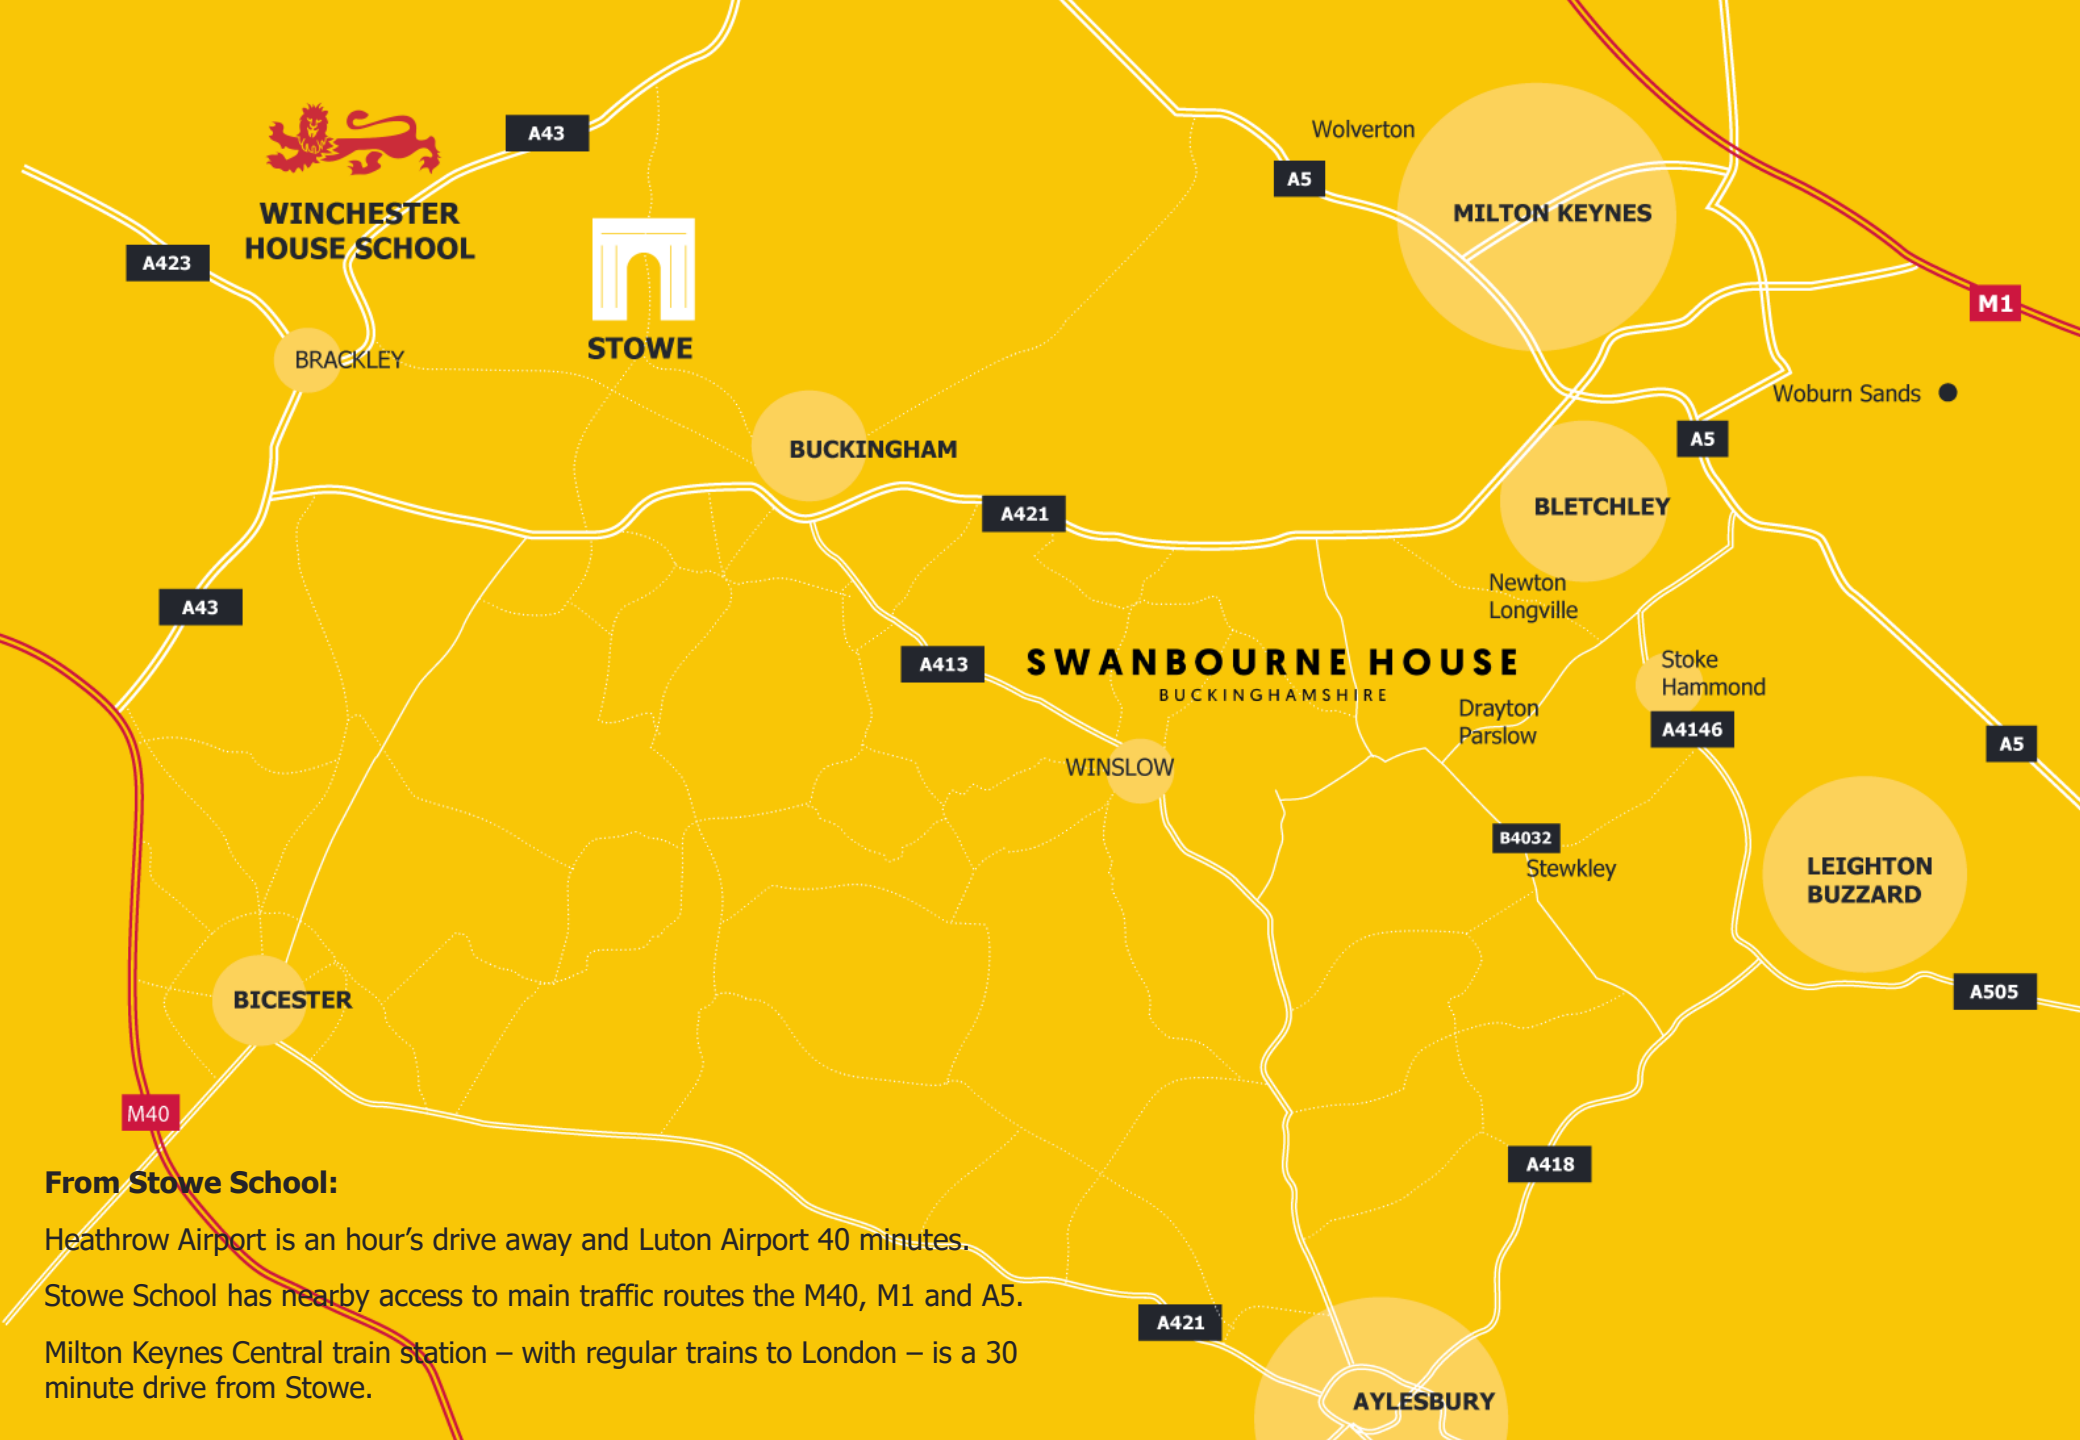 A43
Wolverton
A5
WINCHESTER
HOUSE SCHOOL
MILTON KEYNES
A423
M1
STOWE
BRACKLEY
Woburn Sands
BUCKINGHAM
A5
A421
BLETCHLEY
A43
Newton
Longville
SWANBOURNE HOUSE
BUCKINGHAMSHIRE
A413
Stoke
Hammond
Drayton
Parslow
A4146
A5
WINSLOW
B4032
Stewkley
LEIGHTON
BUZZARD
A505
BICESTER
M40
A418
From Stowe School:
Heathrow Airport is an hour’s drive away and Luton Airport 40 minutes.
Stowe School has nearby access to main traffic routes the M40, M1 and A5.
A421
Milton Keynes Central train station – with regular trains to London – is a 30
minute drive from Stowe.
AYLESBURY